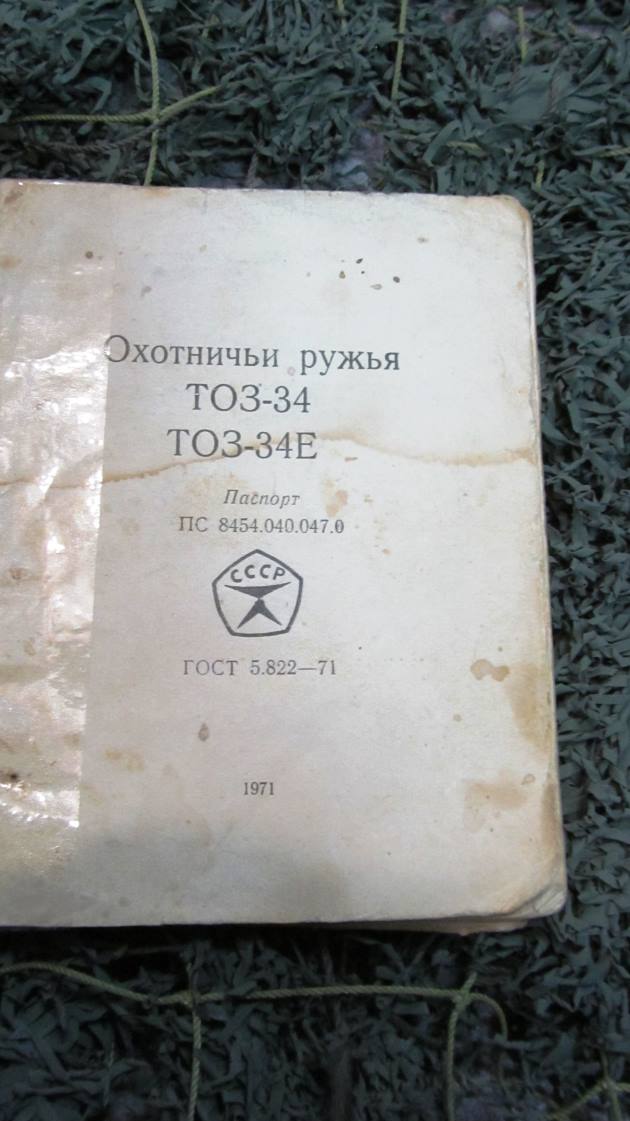 Охотничьи ружья
ТОЗ-34
ТОЗ-34Е
Паспорт
ПС 8454.040.047.0
СССР
ГОСТ 5.822—71
1971